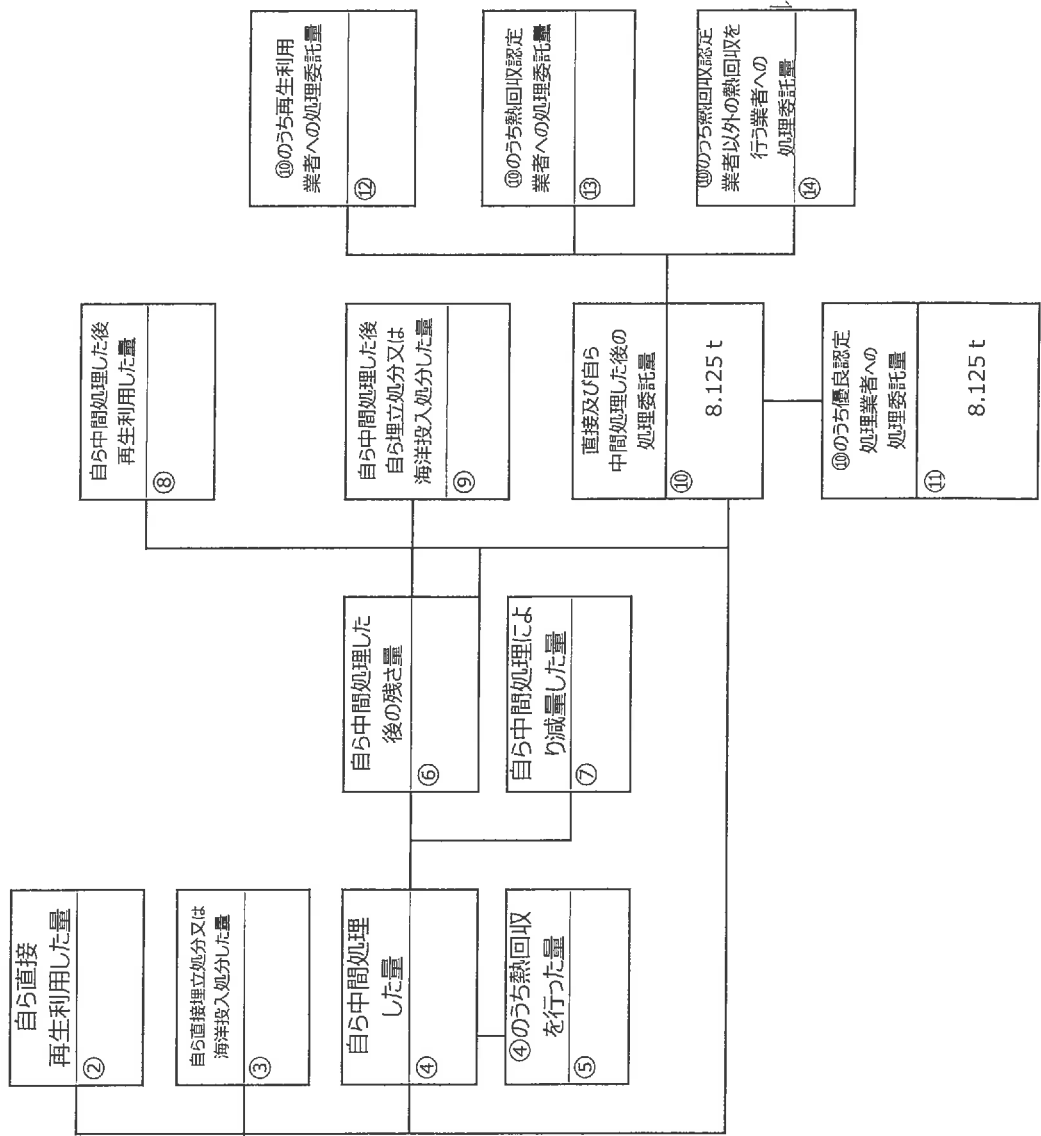 自ら直接
再生利用した量
②
自ら直接埋立処分又は
海洋投入処分した量
③
自ら中間処理
した量
④
④のうち熱回収
を行った量
⑤
自ら中間処理した
後の残さ量
⑥
自ら中間処理によ
り減量した量
⑦
自ら中間処理した後
再生利用した量
⑧
自ら中間処理した後
自ら埋立処分又は
海洋投入処分した量
⑨
直接及び自ら
中間処理した後の
処理委託量
⑩
8.125 t
⑩のうち優良認定
処理業者への
処理委託量
⑪
8.125 t
⑩のうち再生利用
業者への処理委託量
⑫
⑩のうち熱回収認定
業者への処理委託量
⑬
⑩のうち熱回収認定
業者以外の熱回収を
行う業者への
処理委託量
⑭